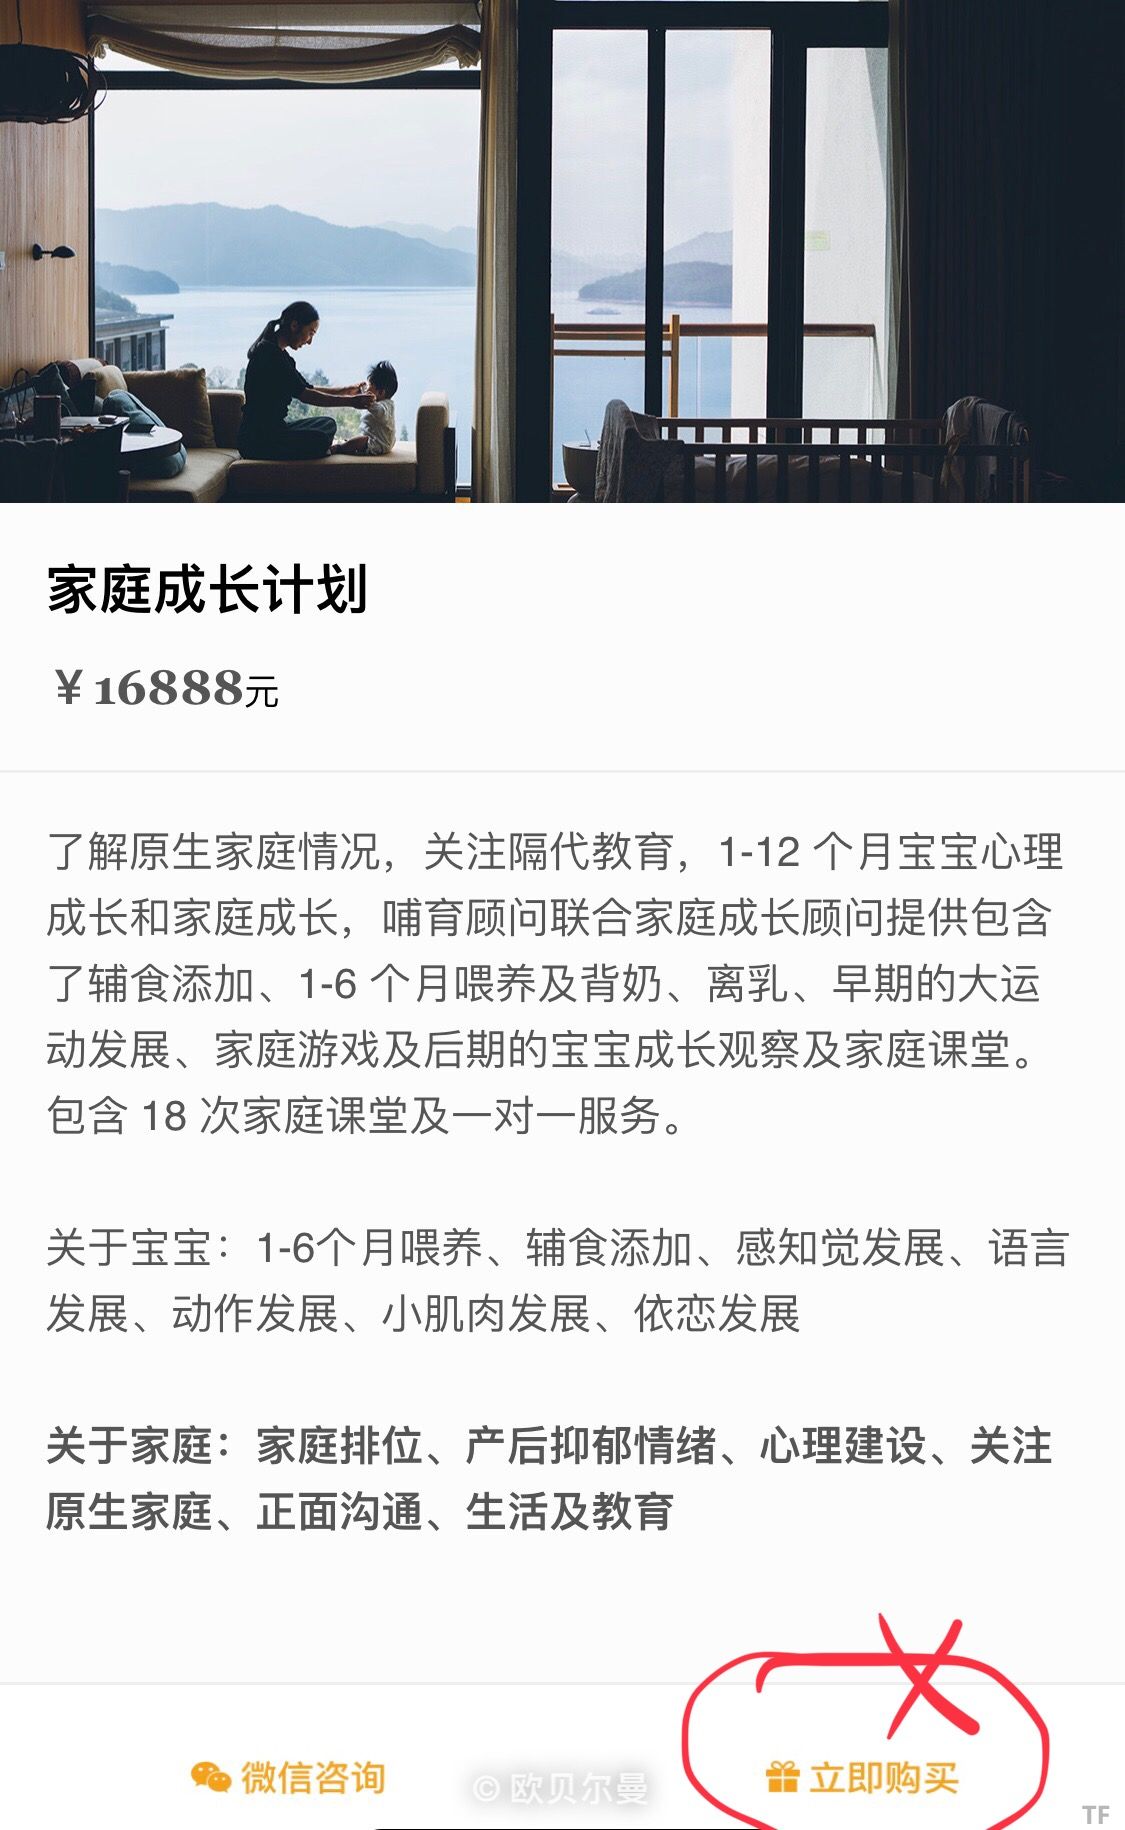 家庭成长计划
￥16888元
了解原生家庭情况，关注隔代教育，1-12 个月宝宝心理
成长和家庭成长，哺育顾问联合家庭成长顾问提供包含
了辅食添加、1-6 个月喂养及背奶、离乳、早期的大运
动发展、家庭游戏及后期的宝宝成长观察及家庭课堂。
包含 18 次家庭课堂及一对一服务。
关于宝宝：1-6个月喂养、辅食添加、感知觉发展、语言
发展、动作发展、小肌肉发展、依恋发展
关于家庭：家庭排位、产后抑郁情绪、心理建设、关注
原生家庭、正面沟通、生活及教育
微信咨询
© 欧贝尔曼
立即购买
TF